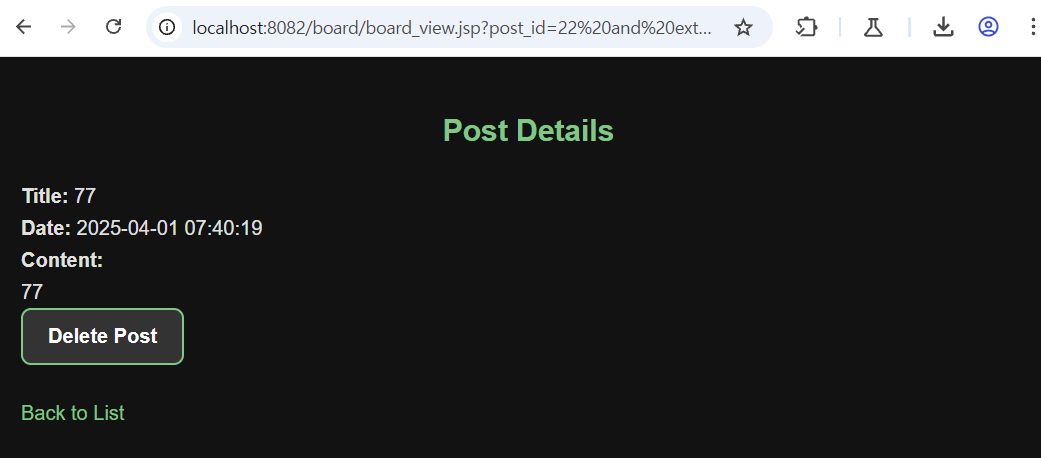 localhost:8082/board/board_view.jsp?post_id=22%20and%20ext...
Post Details
Title: 77
Date: 2025-04-01 07:40:19
Content:
77
Delete Post
Back to List